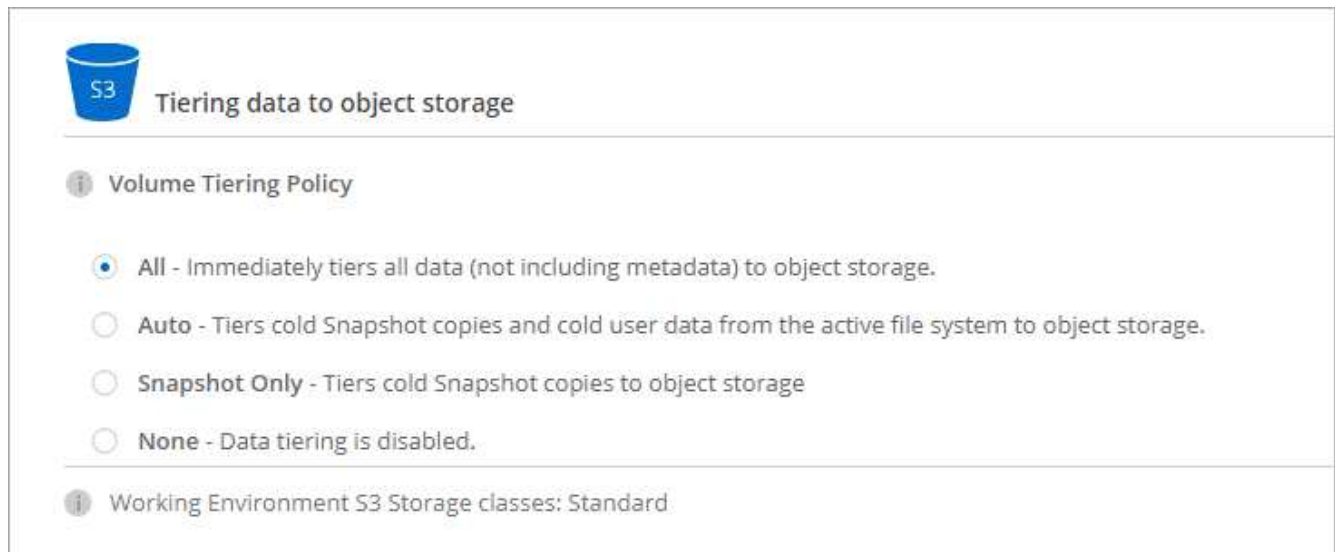 S3
Tiering data to object storage
Volume Tiering Policy
All - Immediately tiers all data (not including metadata) to object storage.
Auto - Tiers cold Snapshot copies and cold user data from the active file system to object storage.
Snapshot Only - Tiers cold Snapshot copies to object storage
None - Data tiering is disabled.
Working Environment S3 Storage classes: Standard